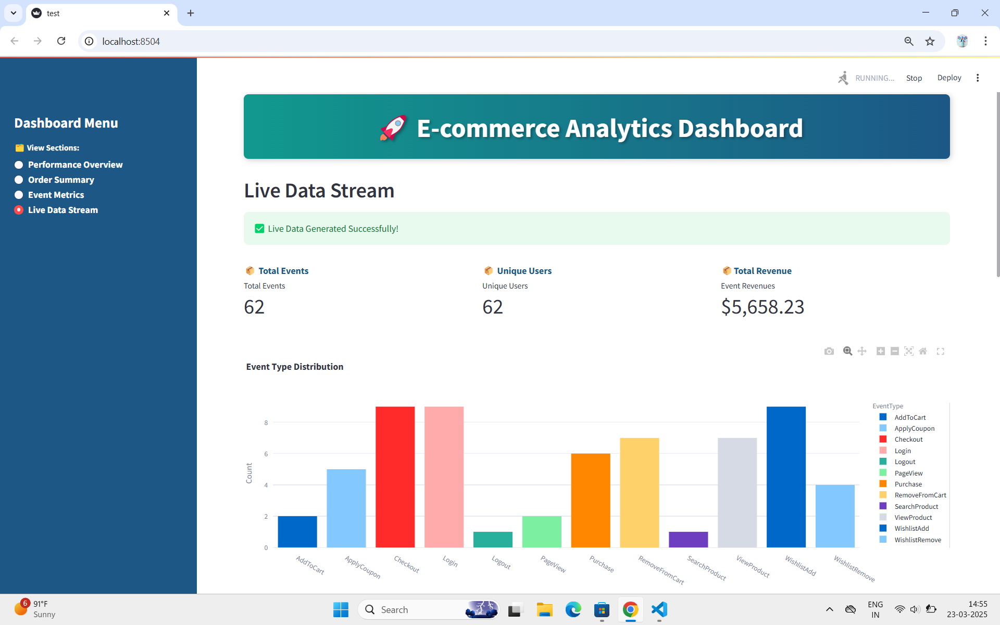 test
localhost:8504
RUNNING...
Stop
Deploy
Dashboard Menu
View Sections:
Performance Overview
Order Summary
Event Metrics
Live Data Stream
E-commerce Analytics Dashboard
Live Data Stream
Live Data Generated Successfully!
Total Events
Total Events
62
Unique Users
Unique Users
62
Total Revenue
Event Revenues
$5,658.23
Event Type Distribution
Count
8
6
4
2
0
AddToCart
ApplyCoupon
Checkout
Login
Logout
PageView
Purchase
RemoveFromCart
SearchProduct
ViewProduct
WishlistAdd
WishlistRemove
EventType
AddToCart
ApplyCoupon
Checkout
Login
Logout
PageView
Purchase
RemoveFromCart
SearchProduct
ViewProduct
WishlistAdd
WishlistRemove
6
91°F
Sunny
Search
ENG
IN
14:55
23-03-2025